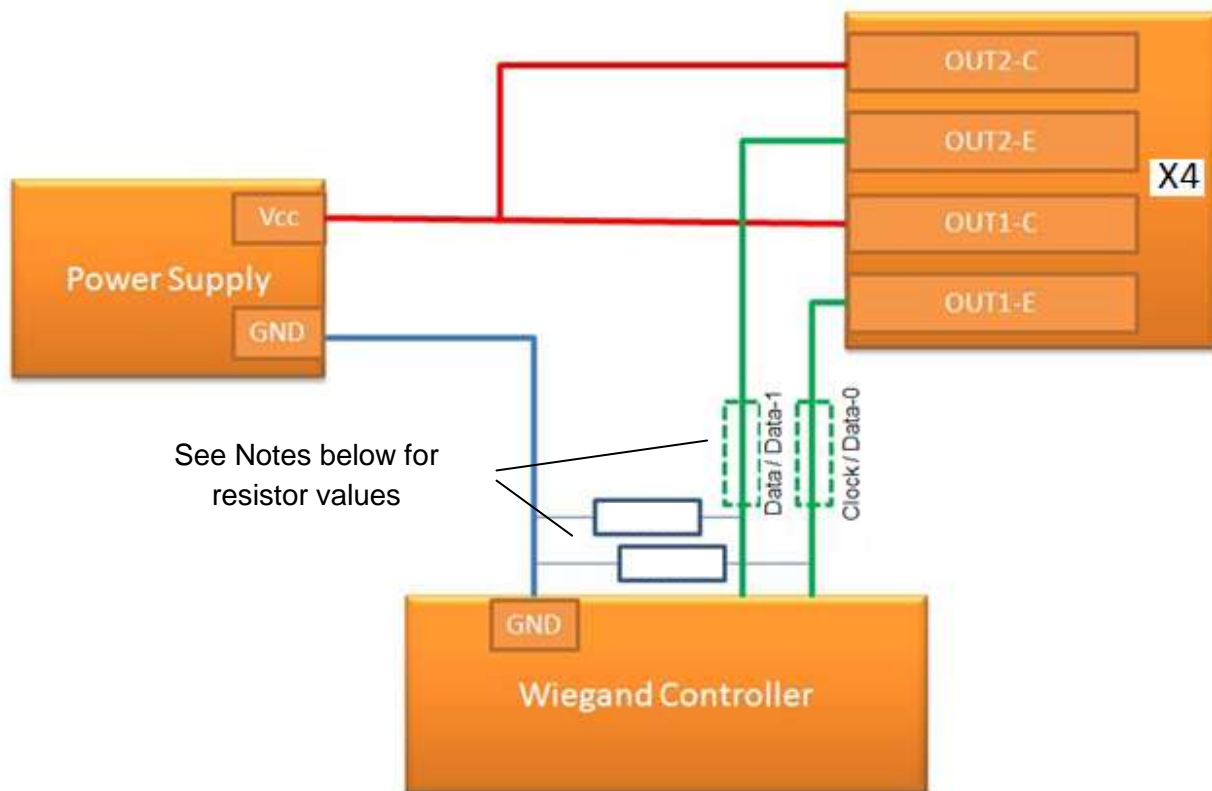 OUT2-C
OUT2-E
X4
Vcc
OUT1-C
Power Supply
OUT1-E
GND
Data / Data-1
Clock / Data-0
See Notes below for
resistor values
GND
Wiegand Controller